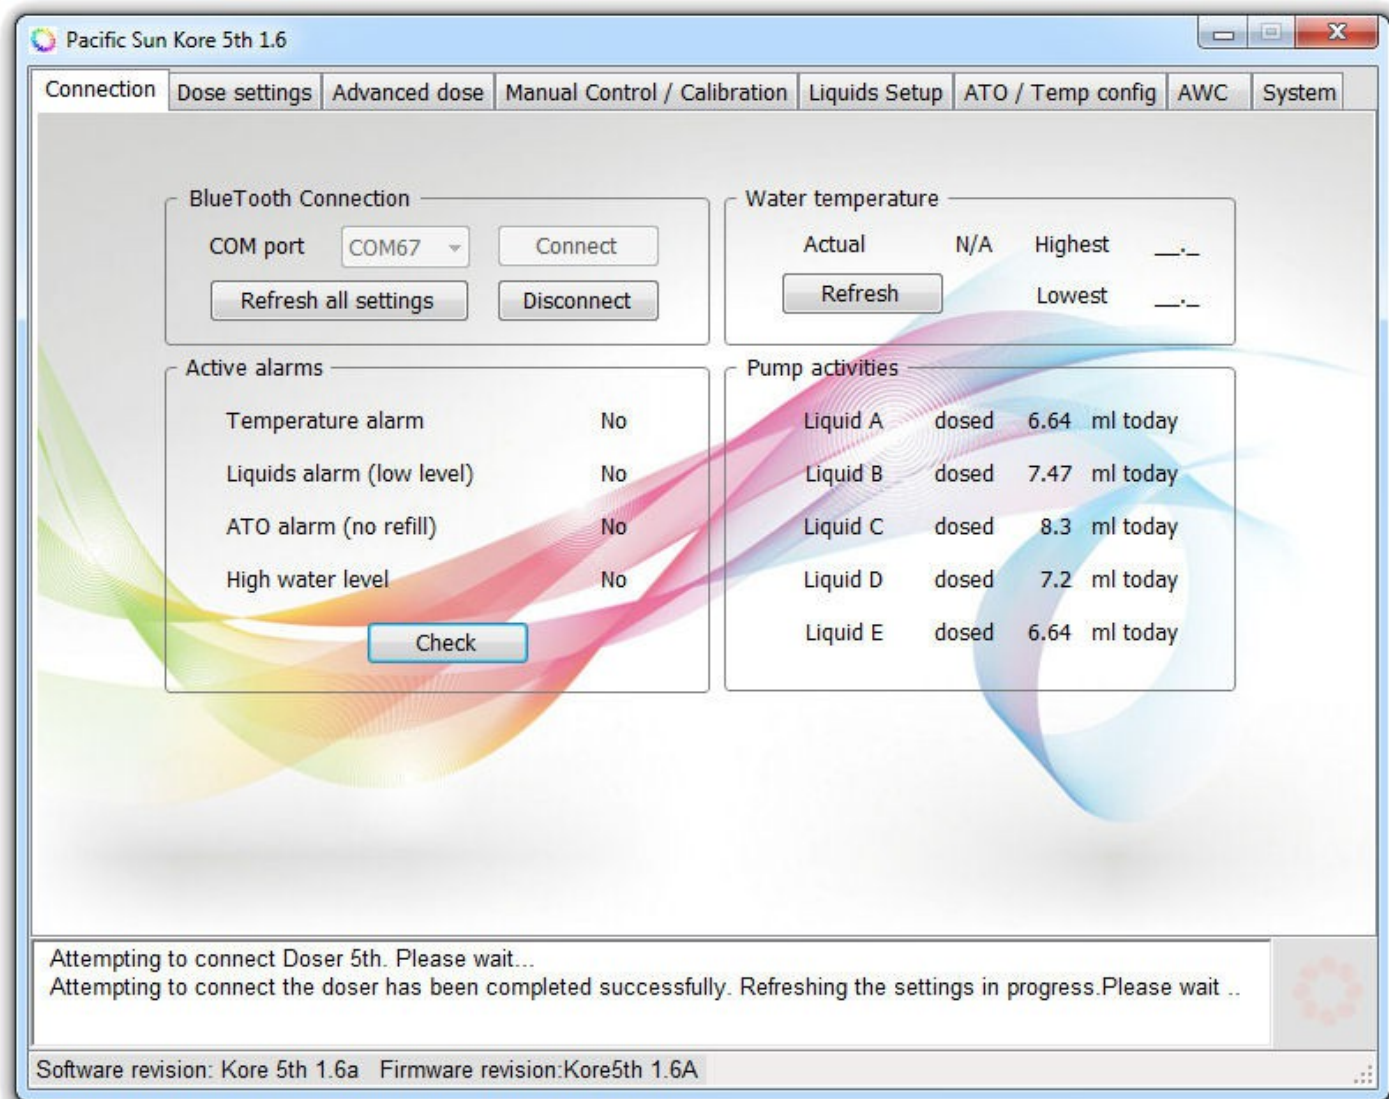 Pacific Sun Kore 5th 1.6
Connection Dose settings Advanced dose Manual Control / Calibration Liquids Setup ATO / Temp config AWC System
BlueTooth Connection
COM port COM67 Connect
Refresh all settings Disconnect
Water temperature
Actual N/A Highest __._
Refresh Lowest __._
Active alarms
Temperature alarm No
Liquids alarm (low level) No
ATO alarm (no refill) No
High water level No
Check
Pump activities
Liquid A dosed 6.64 ml today
Liquid B dosed 7.47 ml today
Liquid C dosed 8.3 ml today
Liquid D dosed 7.2 ml today
Liquid E dosed 6.64 ml today
Attempting to connect Doser 5th. Please wait...
Attempting to connect the doser has been completed successfully. Refreshing the settings in progress.Please wait ..
Software revision: Kore 5th 1.6a Firmware revision:Kore5th 1.6A